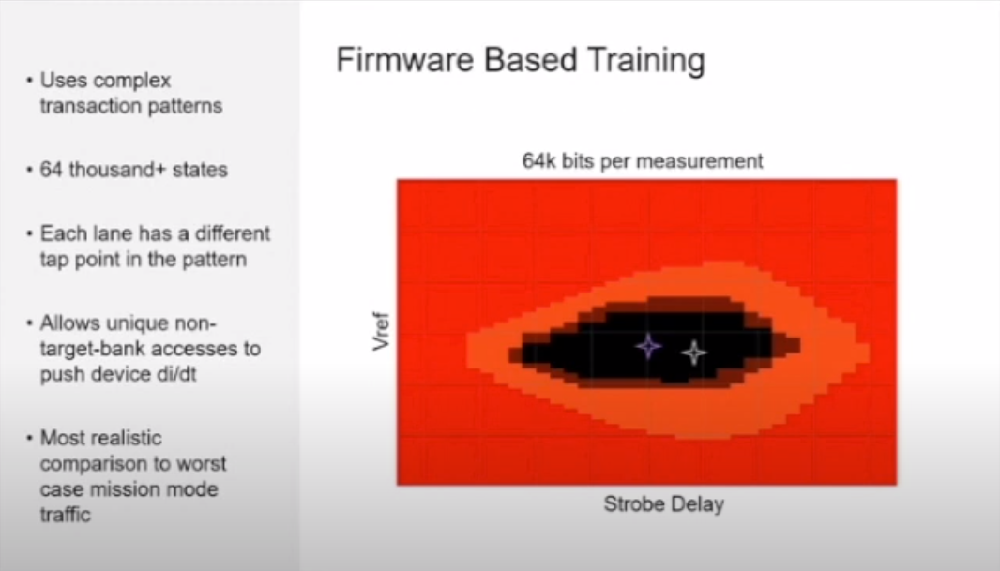 Firmware Based Training
• Uses complex
transaction patterns
• 64 thousand+ states
• Each lane has a different
tap point in the pattern
• Allows unique non-
target-bank accesses to
push device di/dt
• Most realistic
comparison to worst
case mission mode
traffic
64k bits per measurement
Vref
Strobe Delay